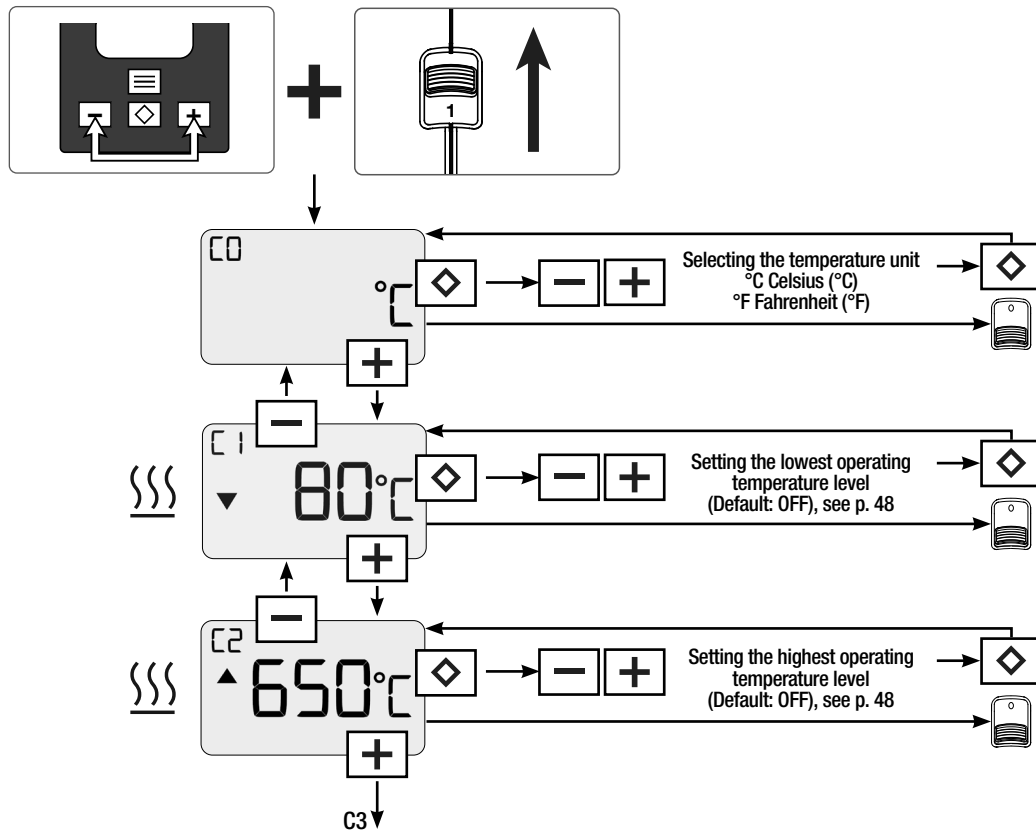 1
C0
°C
Selecting the temperature unit
°C Celsius (°C)
°F Fahrenheit (°F)
C1
80°C
Setting the lowest operating
temperature level
(Default: OFF), see p. 48
C2
650°C
Setting the highest operating
temperature level
(Default: OFF), see p. 48
C3